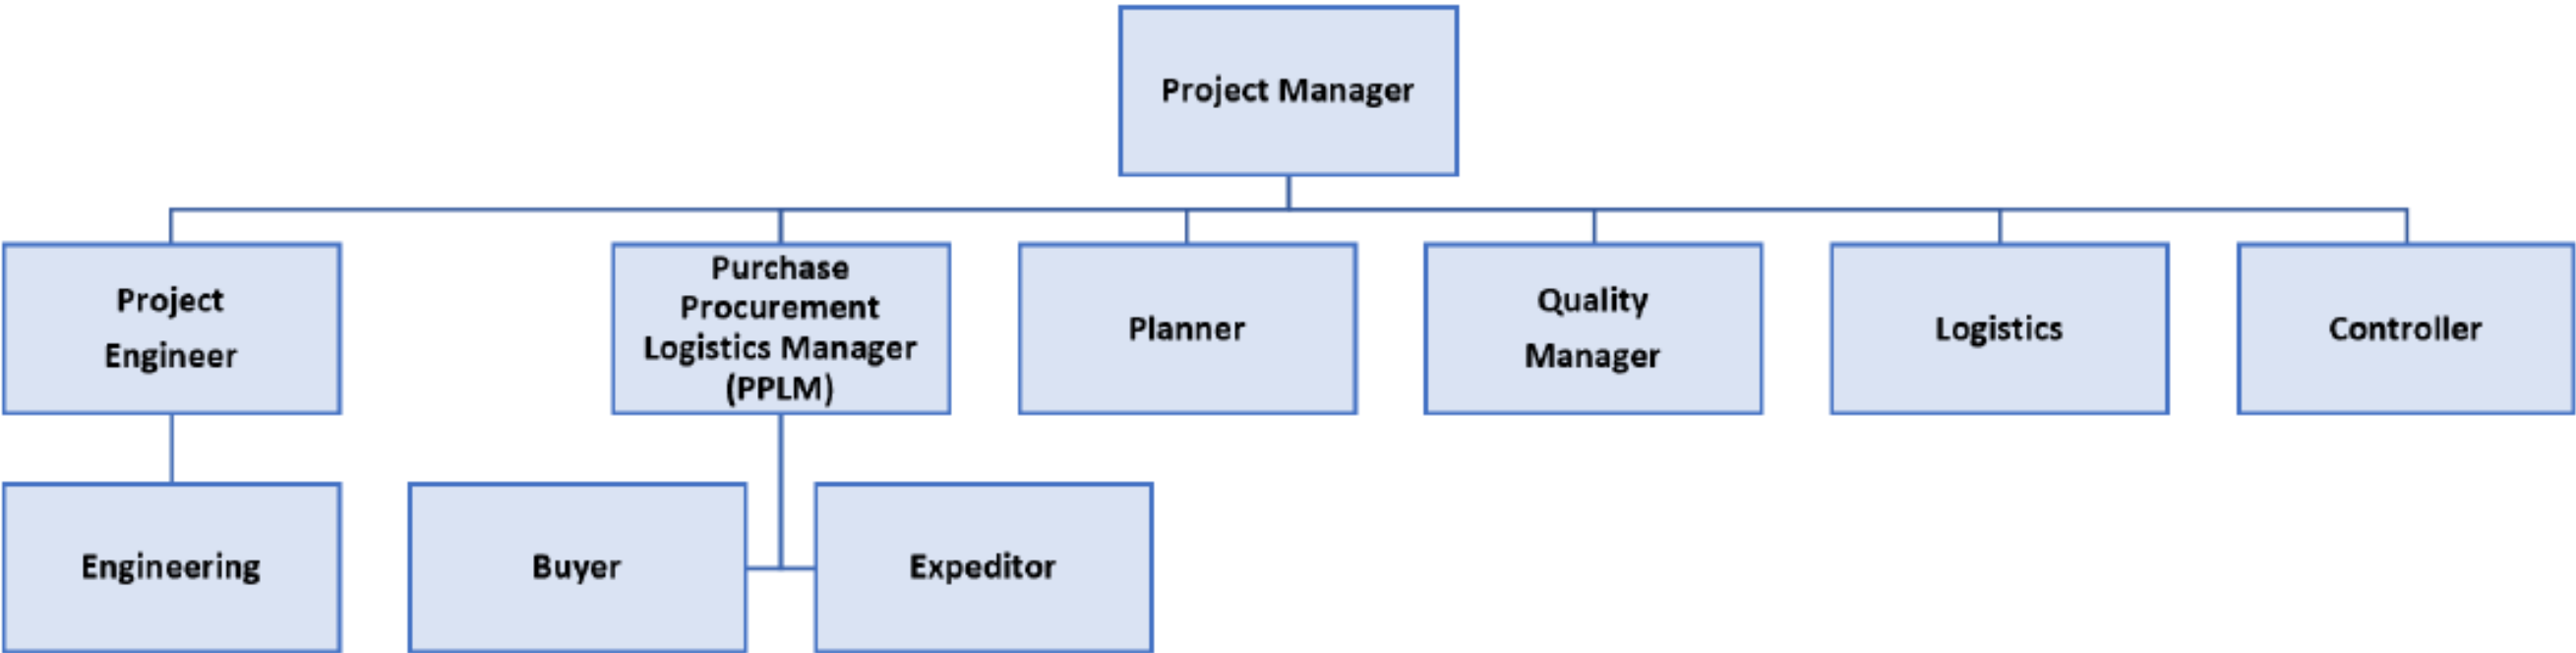 Project Manager
Project
Engineer
Purchase
Procurement
Logistics Manager
(PPLM)
Planner
Quality
Manager
Logistics
Controller
Engineering
Buyer
Expeditor